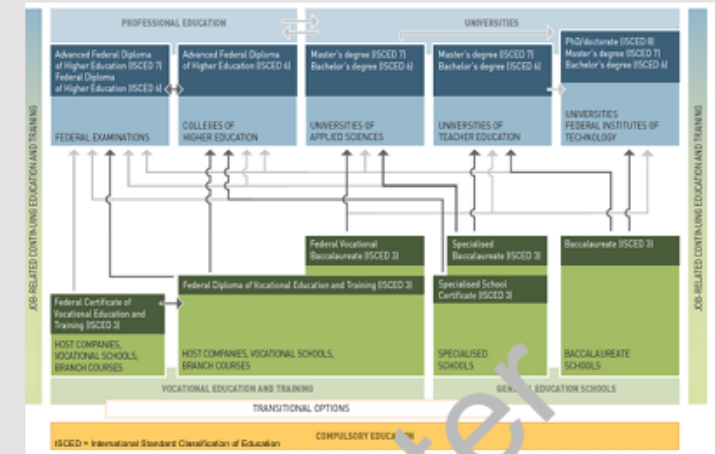 PROFESSIONAL EDUCATION
UNIVERSITIES
Advanced Federal Diploma
of Higher Education (ISCED 7)
Federal Diploma
of Higher Education (ISCED 6)
FEDERAL EXAMINATIONS
Advanced Federal Diploma
of Higher Education (ISCED 6)
COLLEGES OF
HIGHER EDUCATION
Master's degree (ISCED 7)
Bachelor's degree (ISCED 6)
UNIVERSITIES OF
APPLIED SCIENCES
Master's degree (ISCED 7)
Bachelor's degree (ISCED 6)
UNIVERSITIES OF
TEACHER EDUCATION
PhD/doctorate (ISCED 8)
Master's degree (ISCED 7)
Bachelor's degree (ISCED 6)
UNIVERSITIES
FEDERAL INSTITUTES OF
TECHNOLOGY
JOB-RELATED CONTINUING EDUCATION AND TRAINING
JOB-RELATED CONTINUING EDUCATION AND TRAINING
Federal Vocational
Baccalaureate (ISCED 3)
Specialised
Baccalaureate (ISCED 3)
Baccalaureate (ISCED 3)
Federal Diploma of Vocational Education and Training (ISCED 3)
Specialised School
Certificate (ISCED 3)
Federal Certificate of
Vocational Education and
Training (ISCED 3)
HOST COMPANIES,
VOCATIONAL SCHOOLS,
BRANCH COURSES
HOST COMPANIES, VOCATIONAL SCHOOLS,
BRANCH COURSES
SPECIALISED
SCHOOLS
BACCALAUREATE
SCHOOLS
VOCATIONAL EDUCATION AND TRAINING
GENERAL EDUCATION SCHOOLS
TRANSITIONAL OPTIONS
COMPULSORY EDUCATION
ISCED = International Standard Classification of Education